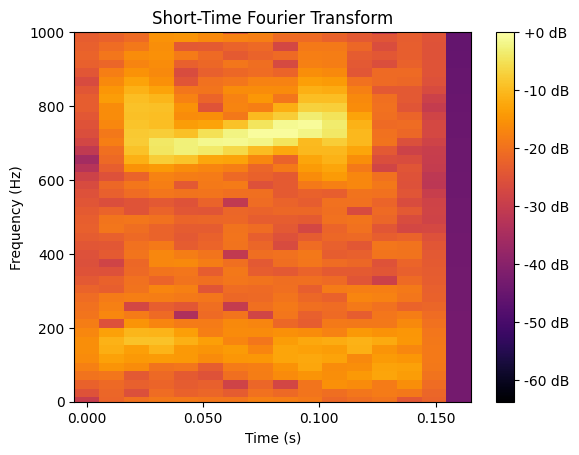 Short-Time Fourier Transform
Frequency (Hz)
1000
800
600
400
200
0
0.000
0.050
0.100
0.150
Time (s)
+0 dB
-10 dB
-20 dB
-30 dB
-40 dB
-50 dB
-60 dB